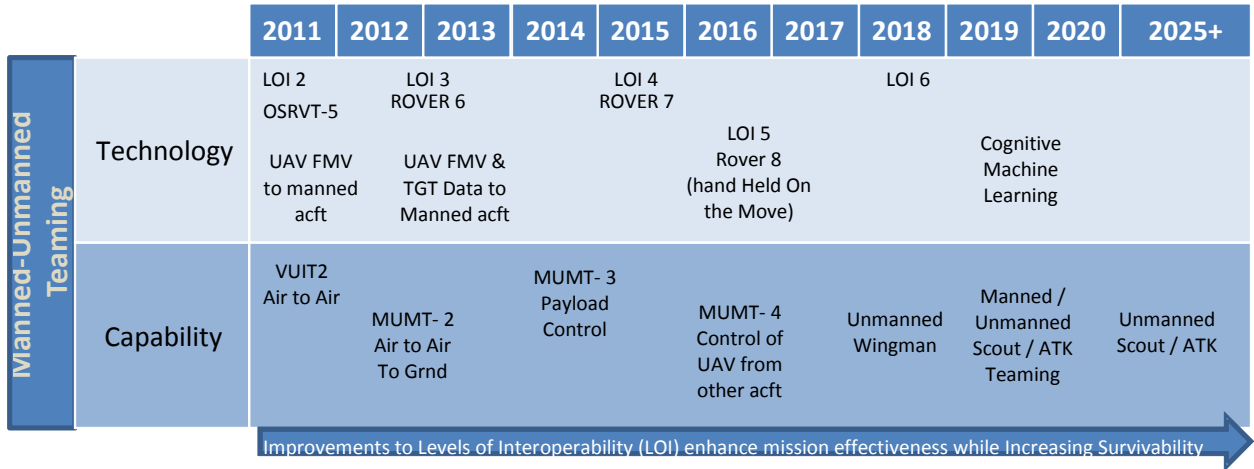 2011 2012 2013 2014 2015 2016 2017 2018 2019 2020 2025+
Manned-Unmanned
Teaming
Technology
LOI 2
OSRVT-5
UAV FMV
to manned
acft
LOI 3
ROVER 6
UAV FMV &
TGT Data to
Manned acft
LOI 4
ROVER 7
LOI 5
Rover 8
(hand Held On
the Move)
LOI 6
Cognitive
Machine
Learning
Capability
VUIT2
Air to Air
MUMT- 2
Air to Air
To Grnd
MUMT- 3
Payload
Control
MUMT- 4
Control of
UAV from
other acft
Unmanned
Wingman
Manned /
Unmanned
Scout / ATK
Teaming
Unmanned
Scout / ATK
Improvements to Levels of Interoperability (LOI) enhance mission effectiveness while Increasing Survivability